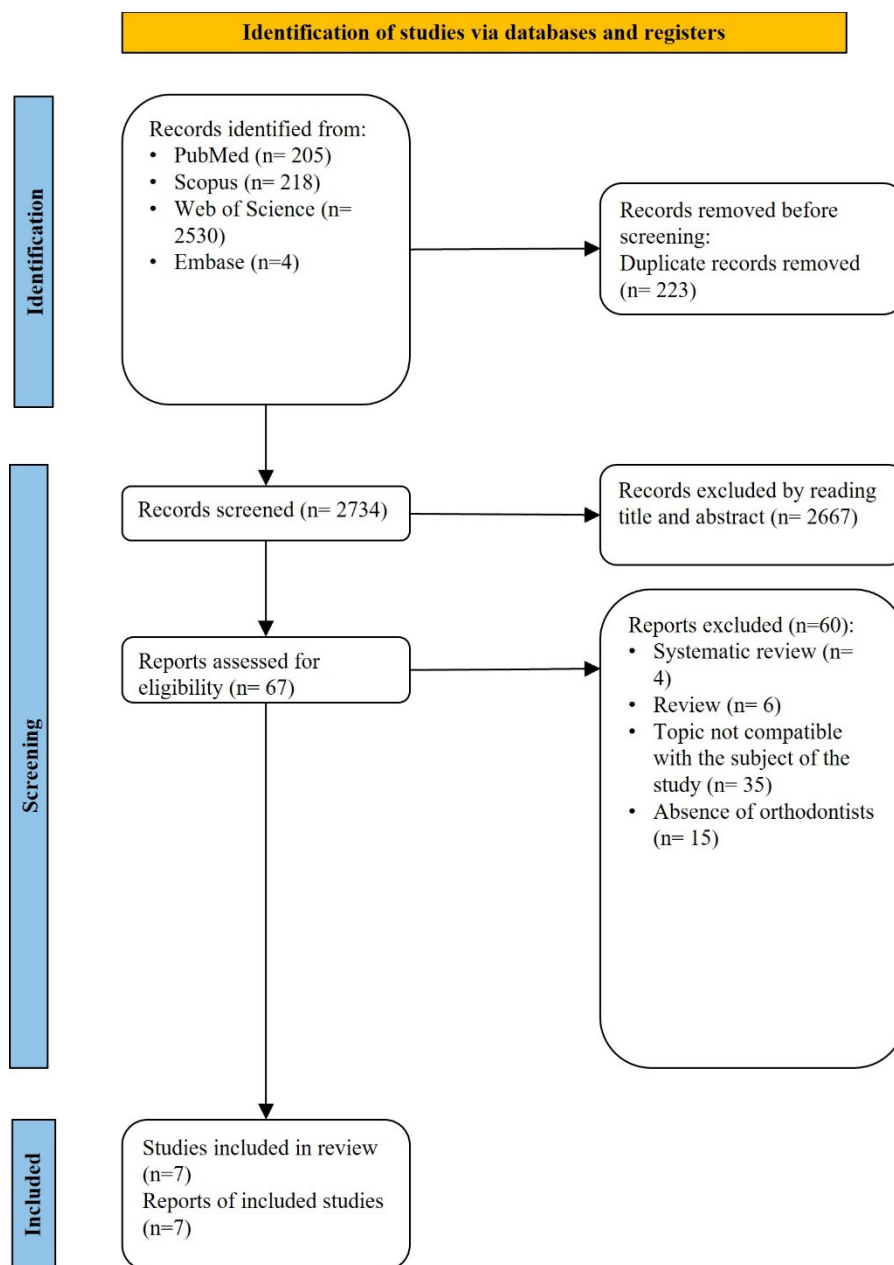 Identification of studies via databases and registers
Identification
Records identified from:
• PubMed (n= 205)
• Scopus (n= 218)
• Web of Science (n=
2530)
• Embase (n=4)
Records removed before
screening:
Duplicate records removed
(n= 223)
Screening
Records screened (n= 2734)
Records excluded by reading
title and abstract (n= 2667)
Reports assessed for
eligibility (n= 67)
Reports excluded (n=60):
• Systematic review (n=
4)
• Review (n= 6)
• Topic not compatible
with the subject of the
study (n= 35)
• Absence of orthodontists
(n= 15)
Included
Studies included in review
(n=7)
Reports of included studies
(n=7)